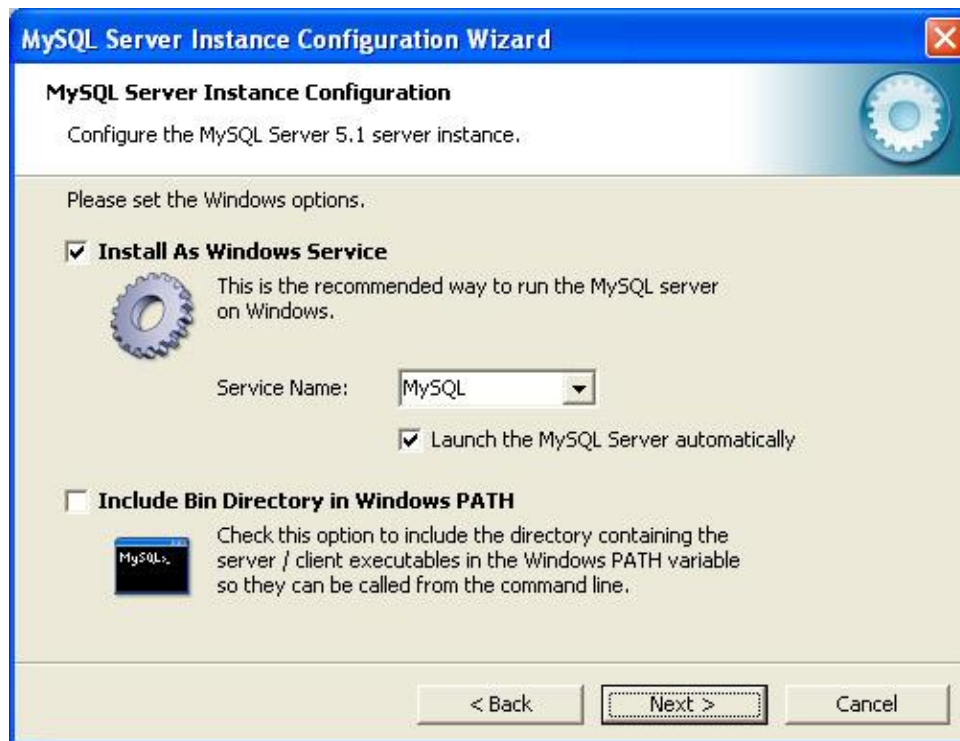 MySQL Server Instance Configuration Wizard
MySQL Server Instance Configuration
Configure the MySQL Server 5.1 server instance.
Please set the Windows options.
Install As Windows Service
This is the recommended way to run the MySQL server
on Windows.
Service Name:
MySQL
Launch the MySQL Server automatically
Include Bin Directory in Windows PATH
Check this option to include the directory containing the
server / client executables in the Windows PATH variable
so they can be called from the command line.
MySQL>_
< Back
Next >
Cancel